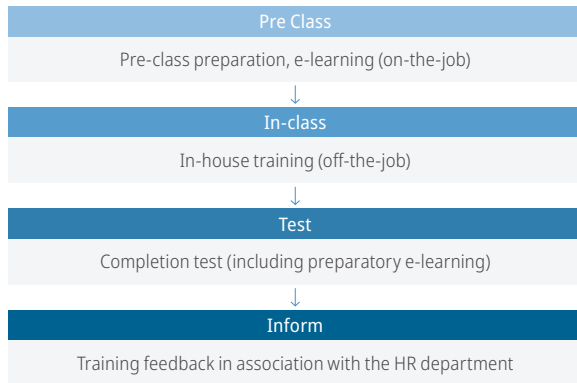 Pre Class
Pre-class preparation, e-learning (on-the-job)
↓
In-class
In-house training (off-the-job)
↓
Test
Completion test (including preparatory e-learning)
↓
Inform
Training feedback in association with the HR department